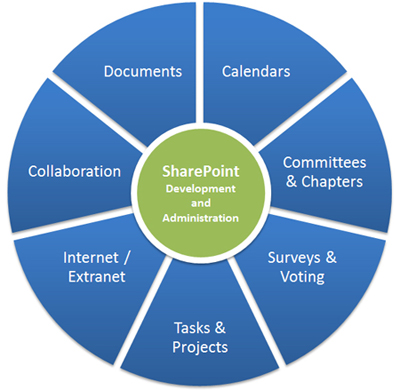 Documents
Calendars
Collaboration
SharePoint
Development
and
Administration
Committees
& Chapters
Internet /
Extranet
Surveys &
Voting
Tasks &
Projects